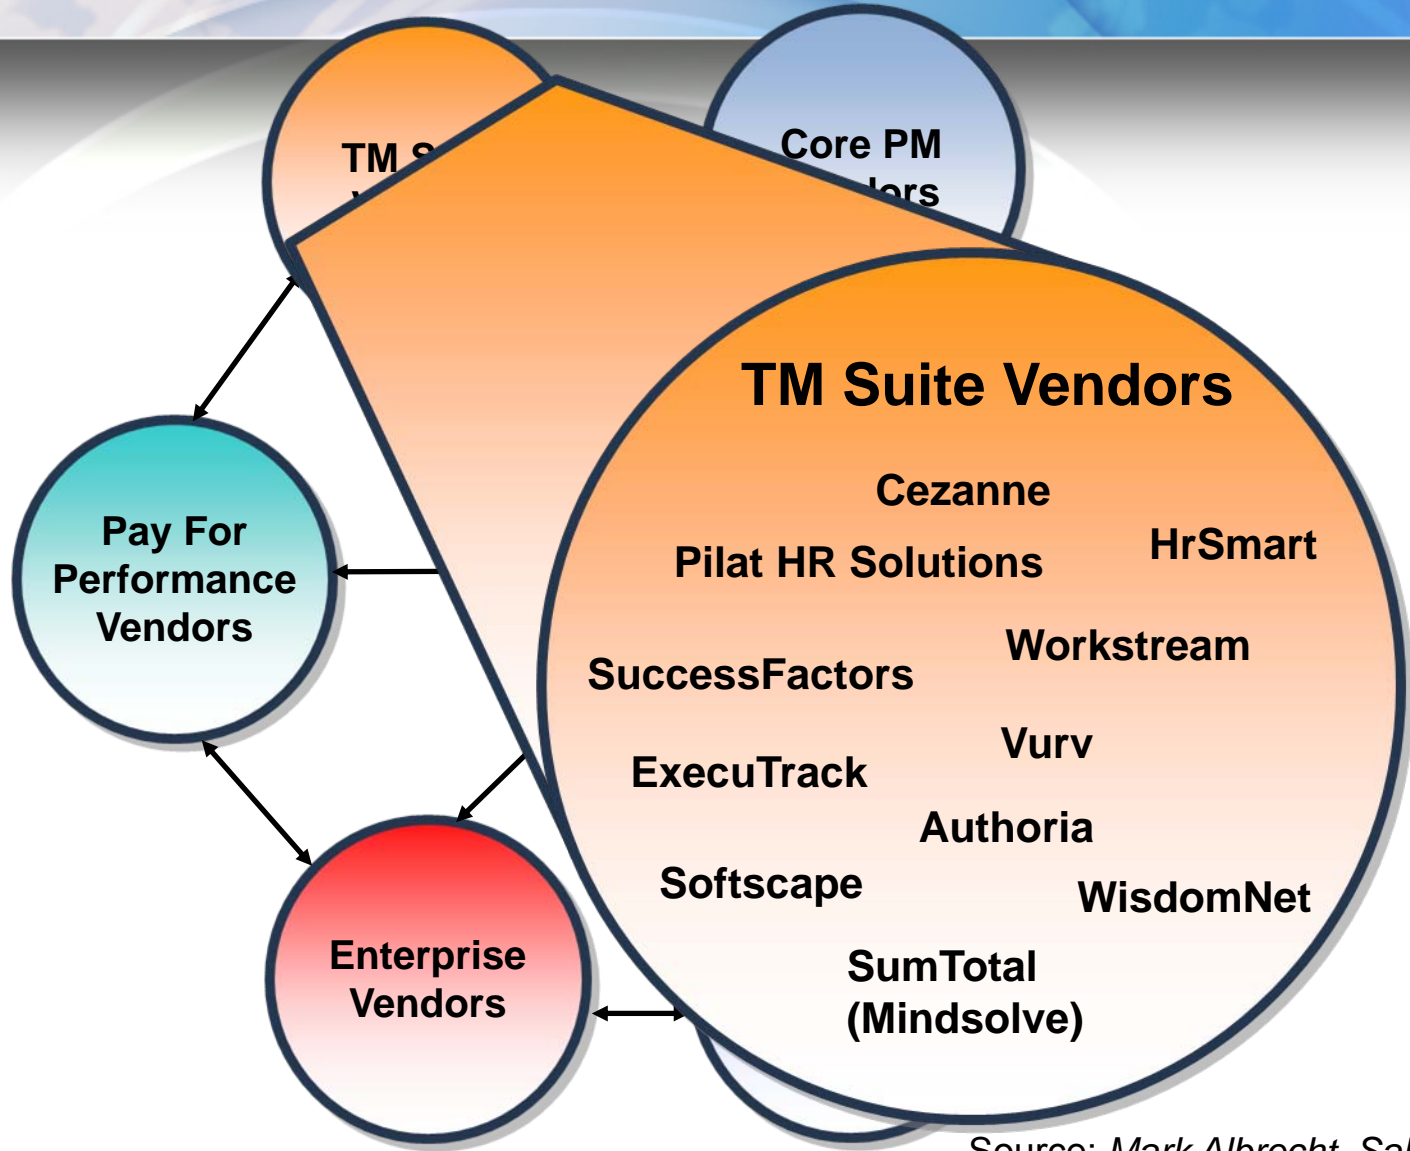 TM
Core PM
TM Suite Vendors
Cezanne
HrSmart
Pilat HR Solutions
Workstream
SuccessFactors
Vurv
ExecuTrack
Authoria
Softscape
WisdomNet
SumTotal
(Mindsolve)
Pay For
Performance
Vendors
Enterprise
Vendors
Source: Mark Albrecht,